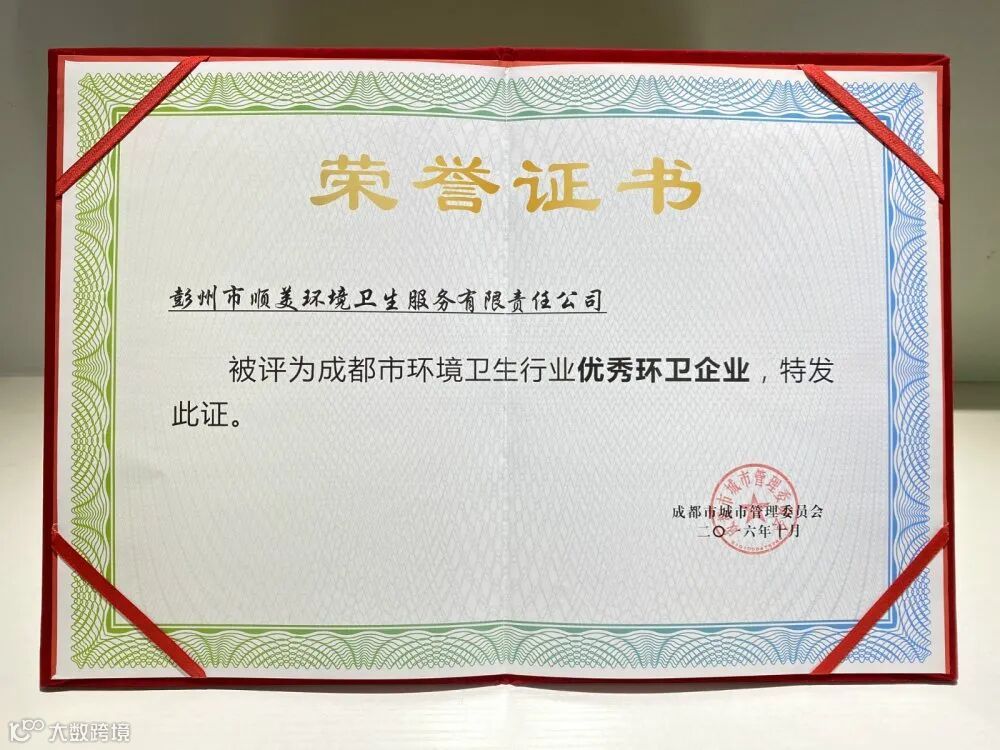 荣誉证书
彭州市顺美环境卫生服务有限责任公司
被评为成都市环境卫生行业优秀环卫企业，特发
此证。
成都市城市管理委员会
二〇一六年十月
大数跨境